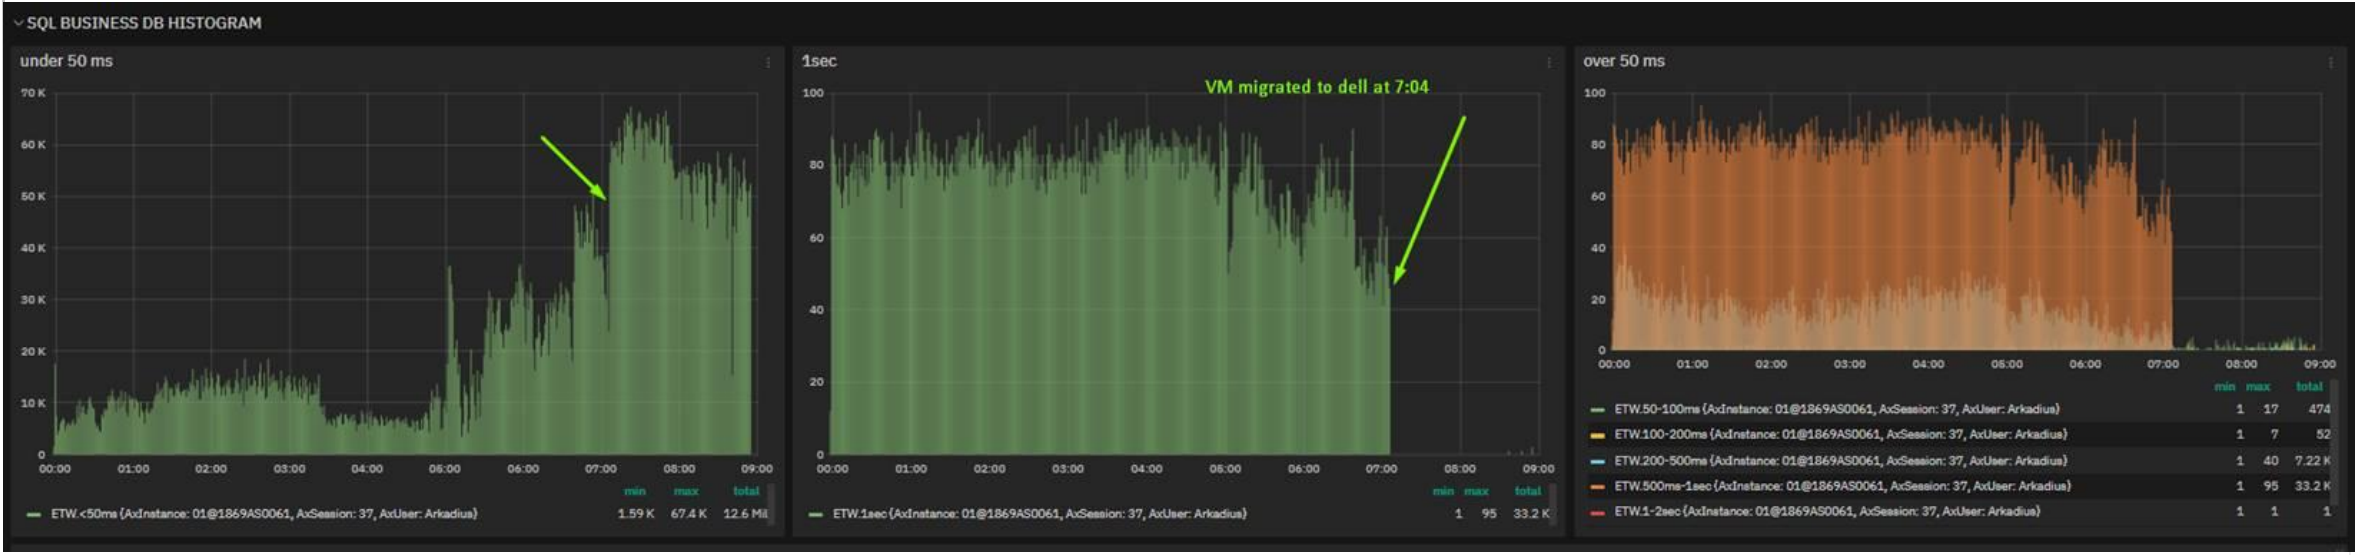 SQL BUSINESS DB HISTOGRAM
under 50 ms
70 K
60 K
50 K
40 K
30 K
20 K
10 K
0
00:00 01:00 02:00 03:00 04:00 05:00 06:00 07:00 08:00 09:00
min max total
ETW.<50ms {AxInstance: 01@1869AS0061, AxSession: 37, AxUser: Arkadius} 1.59 K 67.4 K 12.6 Mil
1sec
VM migrated to dell at 7:04
100
80
60
40
20
0
00:00 01:00 02:00 03:00 04:00 05:00 06:00 07:00 08:00 09:00
min max total
ETW.1sec {AxInstance: 01@1869AS0061, AxSession: 37, AxUser: Arkadius} 1 95 33.2 K
over 50 ms
100
80
60
40
20
0
00:00 01:00 02:00 03:00 04:00 05:00 06:00 07:00 08:00 09:00
min max total
ETW.50-100ms {AxInstance: 01@1869AS0061, AxSession: 37, AxUser: Arkadius} 1 17 474
ETW.100-200ms {AxInstance: 01@1869AS0061, AxSession: 37, AxUser: Arkadius} 1 7 52
ETW.200-500ms {AxInstance: 01@1869AS0061, AxSession: 37, AxUser: Arkadius} 1 40 7.22 K
ETW.500ms-1sec {AxInstance: 01@1869AS0061, AxSession: 37, AxUser: Arkadius} 1 95 33.2 K
ETW.1-2sec {AxInstance: 01@1869AS0061, AxSession: 37, AxUser: Arkadius} 1 1 1